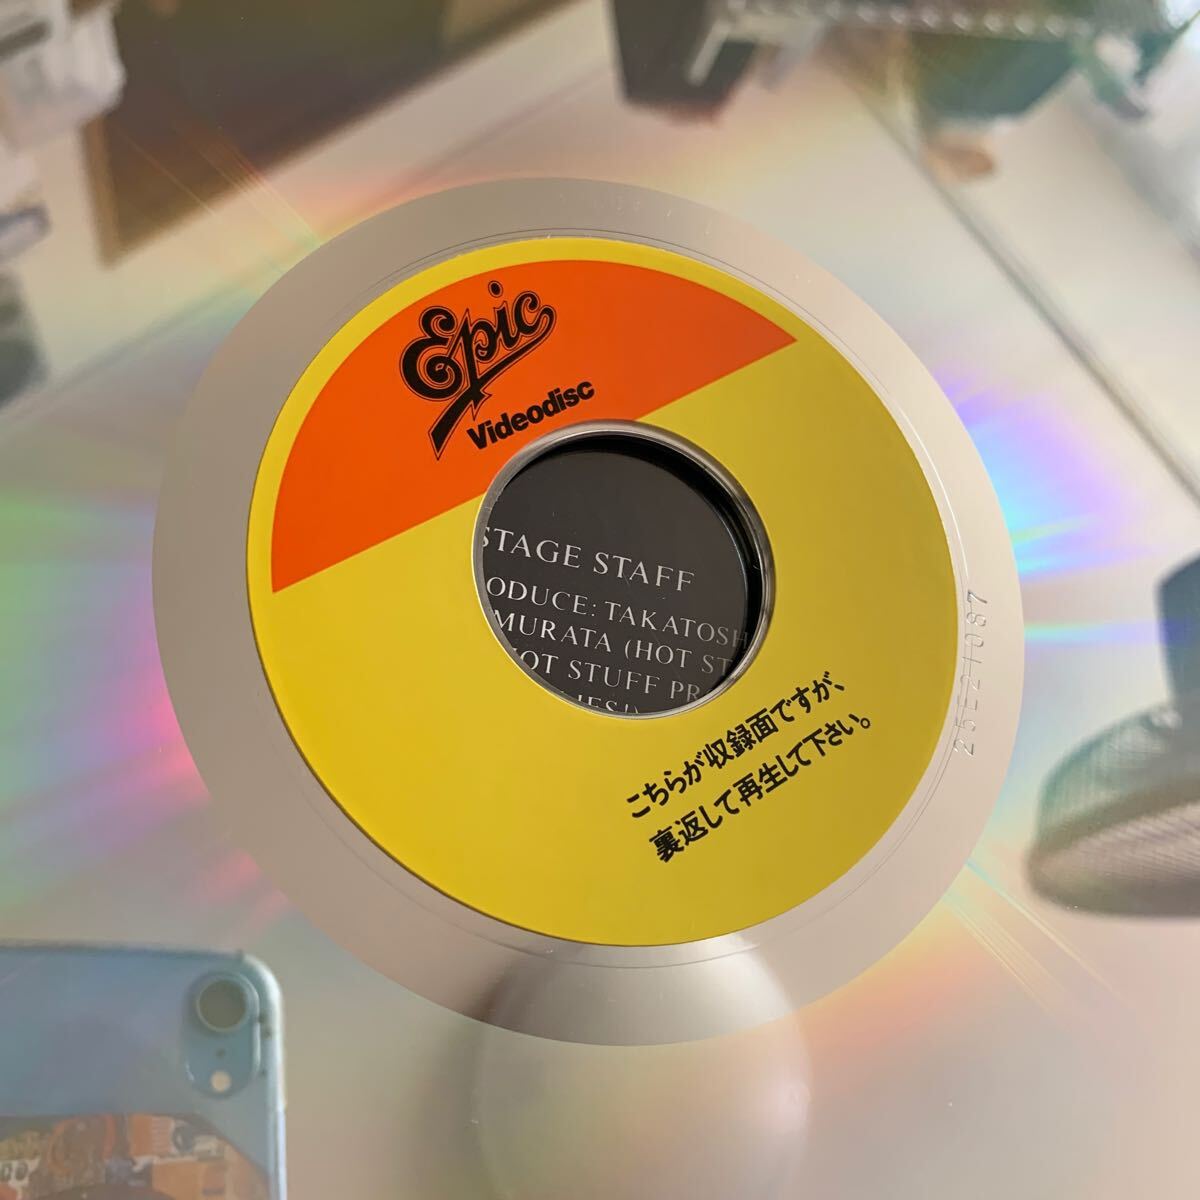 Epic
Videodisc
STAGE STAFF
ODUCE: TAKATOSH
MURATA (HOT ST
OT STUFF PR
こちらが収録面ですが、
裏返して再生して下さい。
25E21087